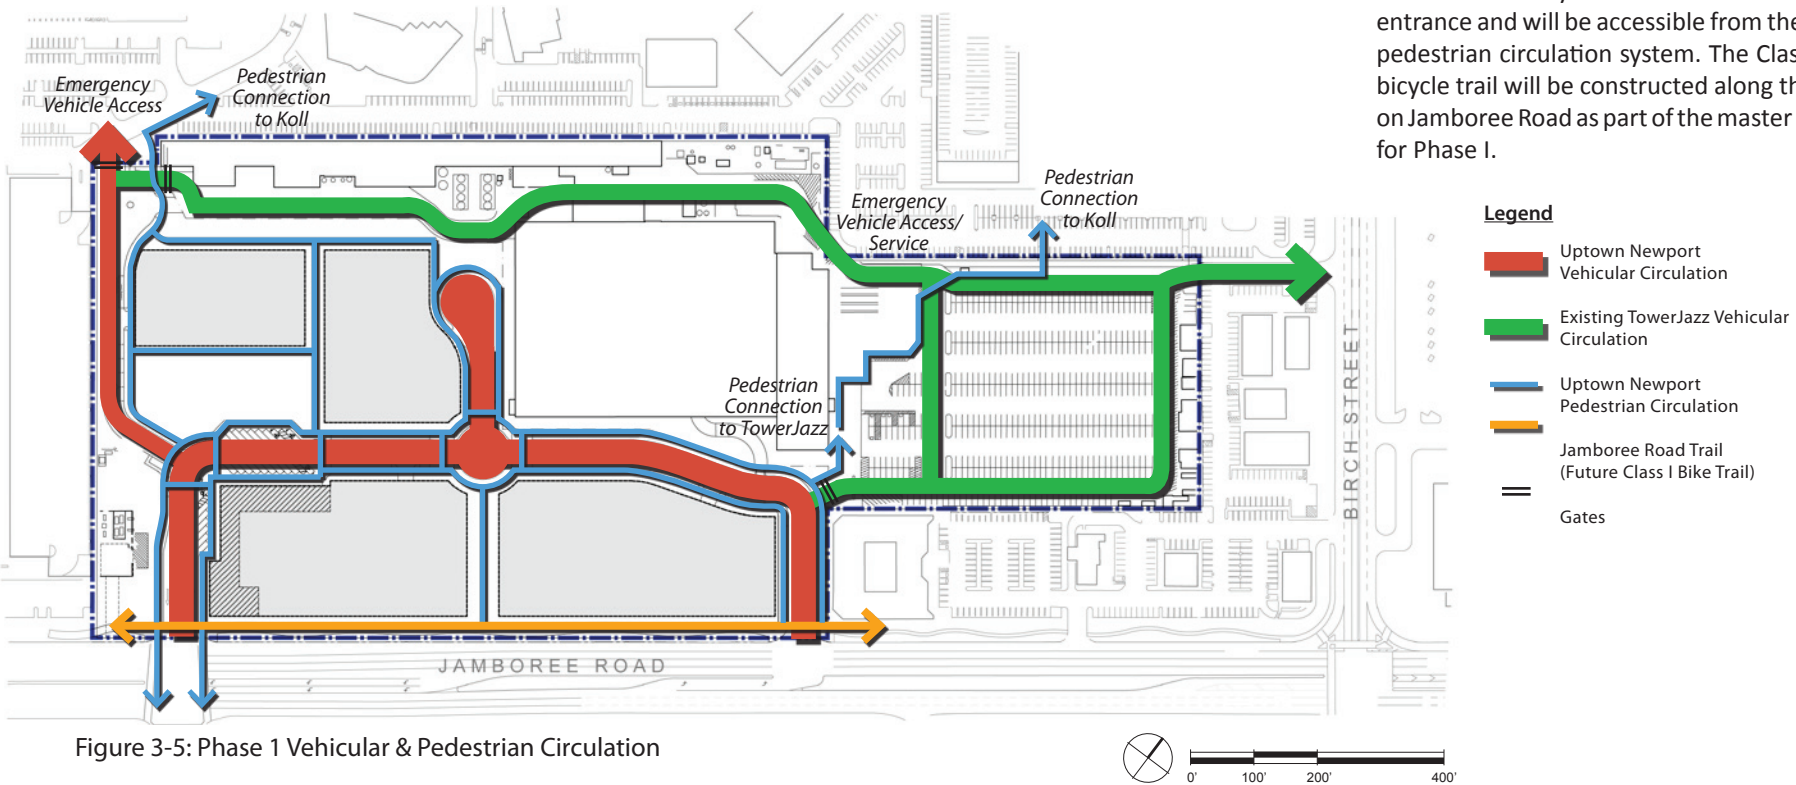 entrance and will be accessible from the
pedestrian circulation system. The Clas
bicycle trail will be constructed along th
on Jamboree Road as part of the master
for Phase I.
Emergency
Vehicle Access
Pedestrian
Connection
to Koll
Emergency
Vehicle Access/
Service
Pedestrian
Connection
to Koll
Pedestrian
Connection
to TowerJazz
BIRCH STREET
JAMBOREE ROAD
Legend
Uptown Newport
Vehicular Circulation
Existing TowerJazz Vehicular
Circulation
Uptown Newport
Pedestrian Circulation
Jamboree Road Trail
(Future Class I Bike Trail)
Gates
Figure 3-5: Phase 1 Vehicular & Pedestrian Circulation
0' 100' 200' 400'